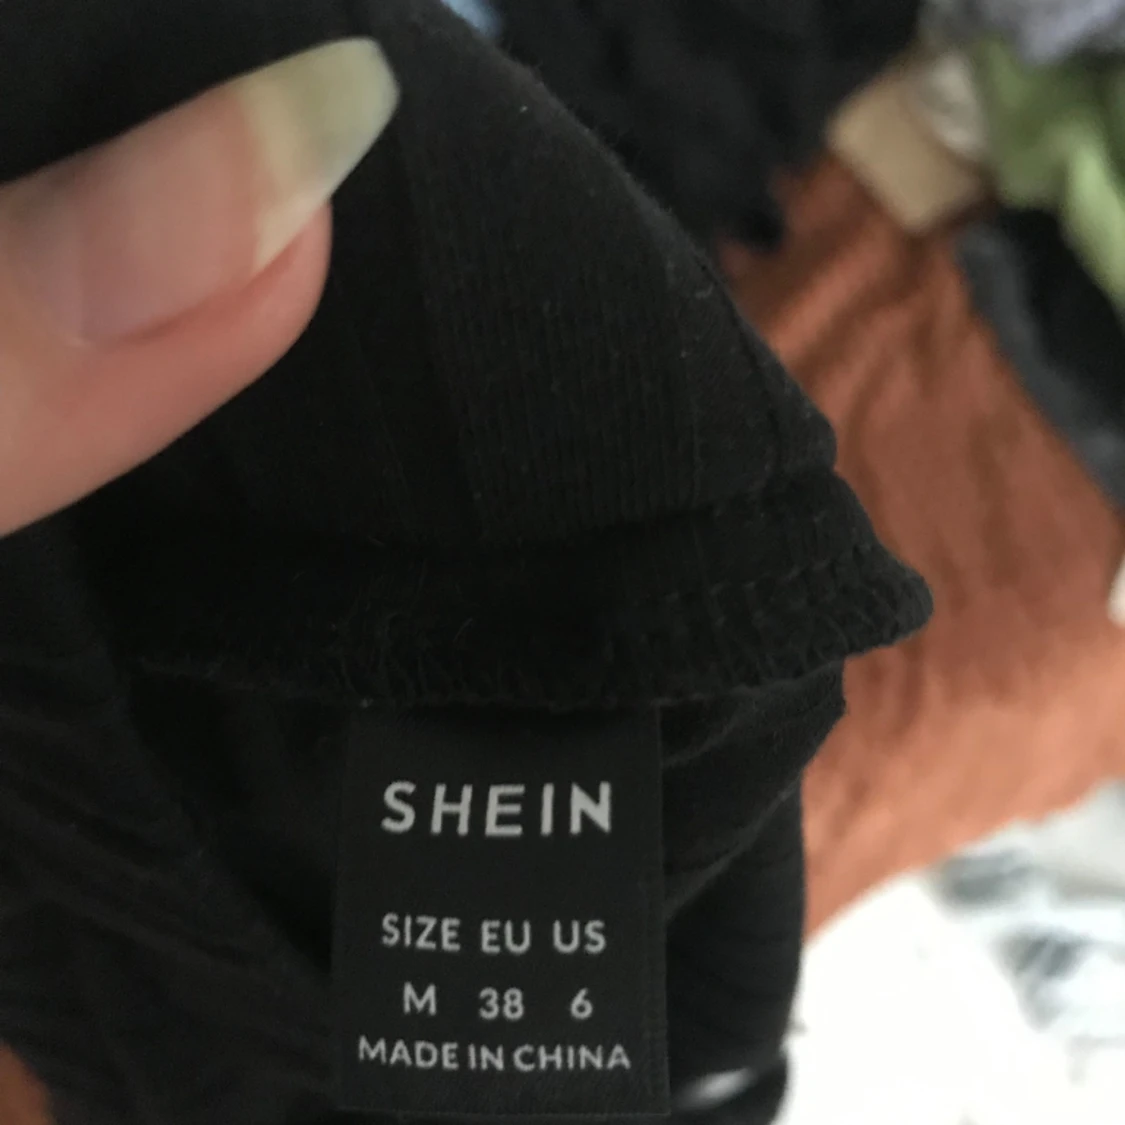 SHEIN
SIZE EU US
M 38 6
MADE IN CHINA